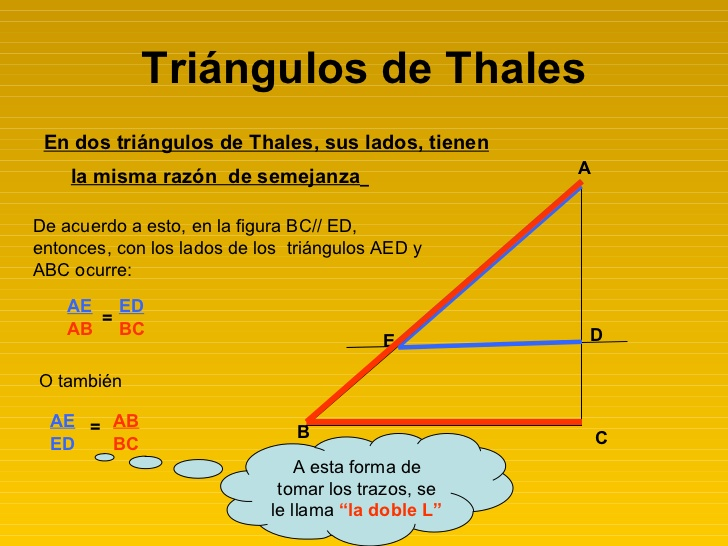 Triángulos de Thales
En dos triángulos de Thales, sus lados, tienen
la misma razón de semejanza
A
De acuerdo a esto, en la figura BC// ED,
entonces, con los lados de los triángulos AED y
ABC ocurre:
AE = ED
AB BC
E
D
O también
AE = AB
ED BC
B
C
A esta forma de
tomar los trazos, se
le llama “la doble L”